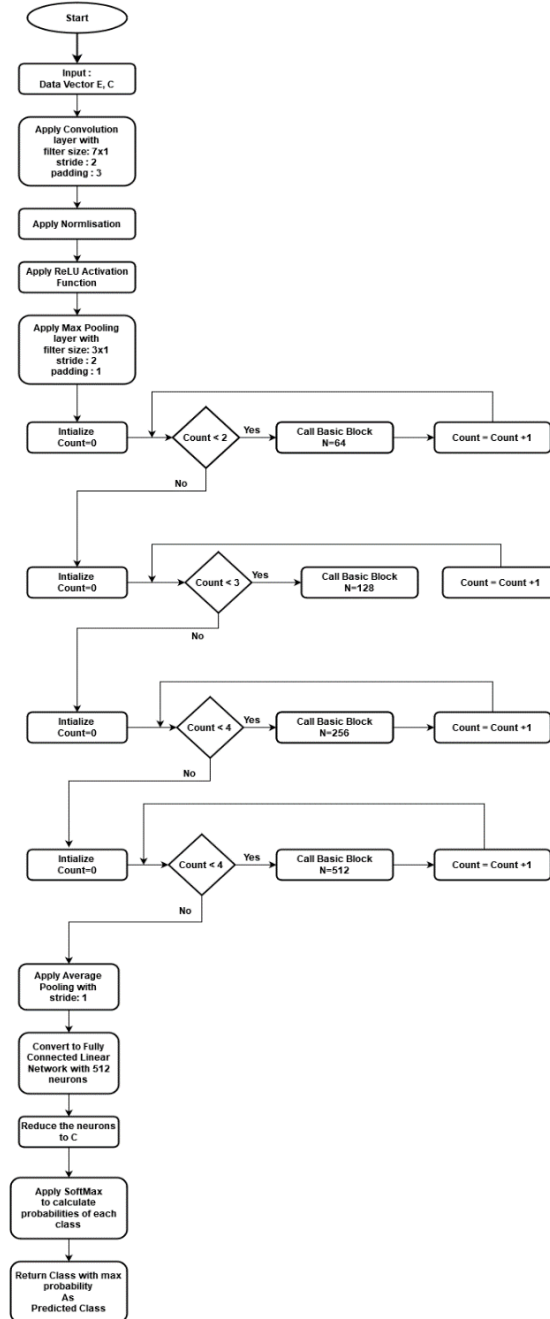 Start
Input :
Data Vector E, C
Apply Convolution
layer with
filter size: 7x1
stride : 2
padding : 3
Apply Normlisation
Apply ReLU Activation
Function
Apply Max Pooling
layer with
filter size: 3x1
stride : 2
padding : 1
Intialize
Count=0
Count < 2
Yes
Call Basic Block
N=64
Count = Count +1
No
Intialize
Count=0
Count < 3
Yes
Call Basic Block
N=128
Count = Count +1
No
Intialize
Count=0
Count < 4
Yes
Call Basic Block
N=256
Count = Count +1
No
Intialize
Count=0
Count < 4
Yes
Call Basic Block
N=512
Count = Count +1
No
Apply Average
Pooling with
stride: 1
Convert to Fully
Connected Linear
Network with 512
neurons
Reduce the neurons
to C
Apply SoftMax
to calculate
probabilities of each
class
Return Class with max
probability
As
Predicted Class